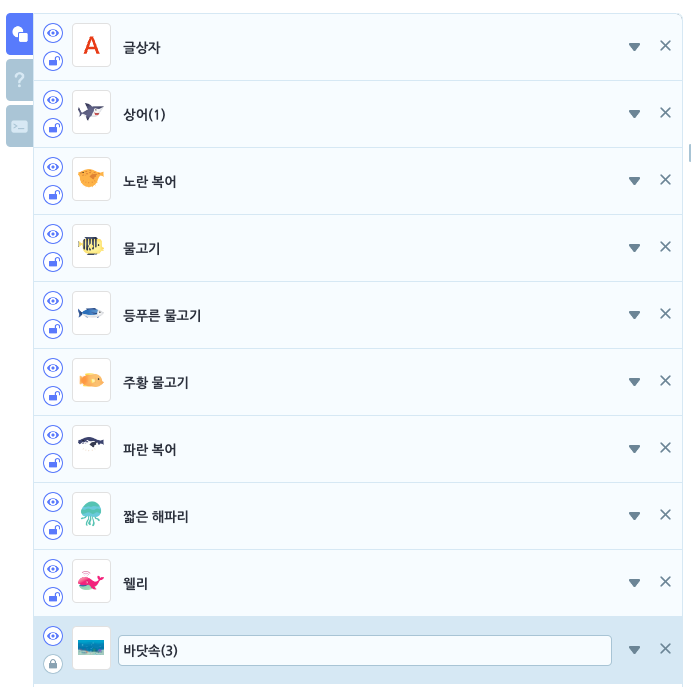 A
글상자
상어(1)
노란 복어
물고기
등푸른 물고기
주황 물고기
파란 복어
짧은 해파리
웰리
바닷속(3)
?
>_